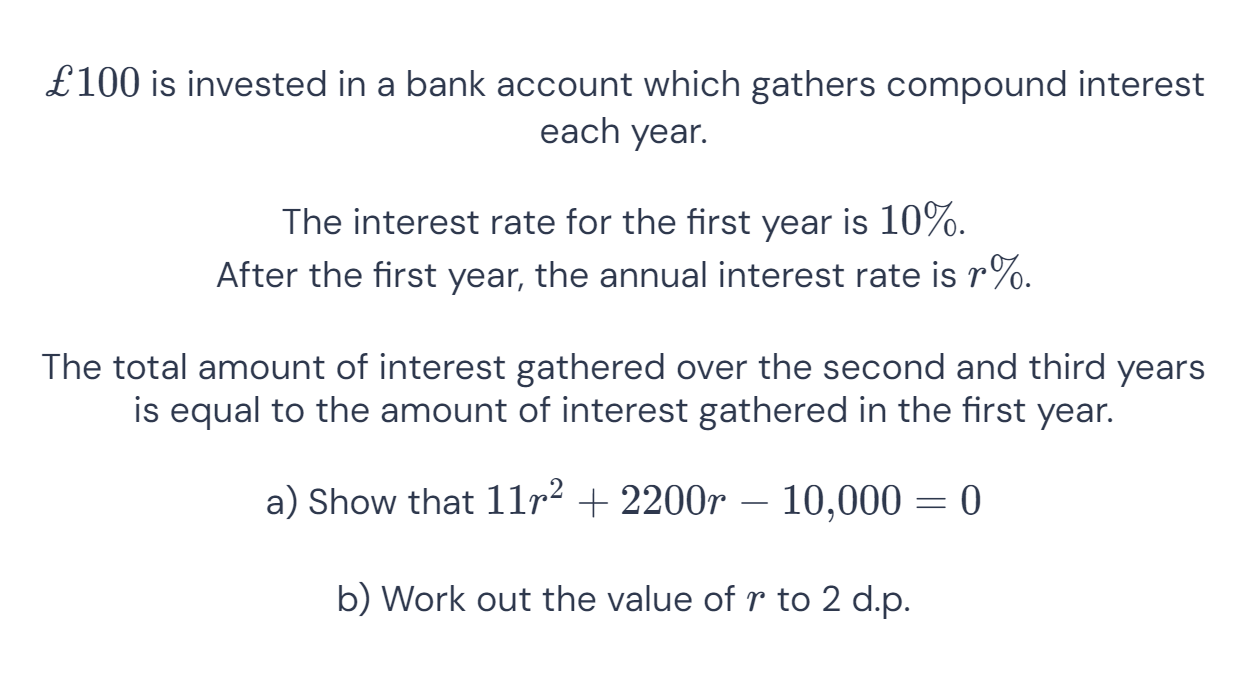 £100 is invested in a bank account which gathers compound interest
each year.
The interest rate for the first year is 10%.
After the first year, the annual interest rate is r%.
The total amount of interest gathered over the second and third years
is equal to the amount of interest gathered in the first year.
a) Show that 11r² + 2200r − 10,000 = 0
b) Work out the value of r to 2 d.p.